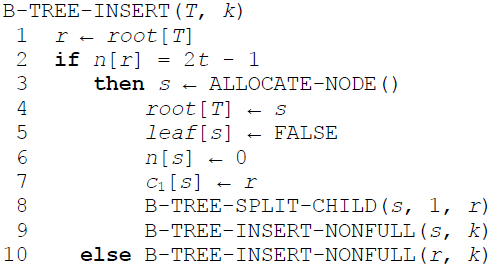 B-TREE-INSERT(T, k)
1 r ← root[T]
2 if n[r] = 2t - 1
3 then s ← ALLOCATE-NODE()
4 root[T] ← s
5 leaf[s] ← FALSE
6 n[s] ← 0
7 c₁[s] ← r
8 B-TREE-SPLIT-CHILD(s, 1, r)
9 B-TREE-INSERT-NONFULL(s, k)
10 else B-TREE-INSERT-NONFULL(r, k)